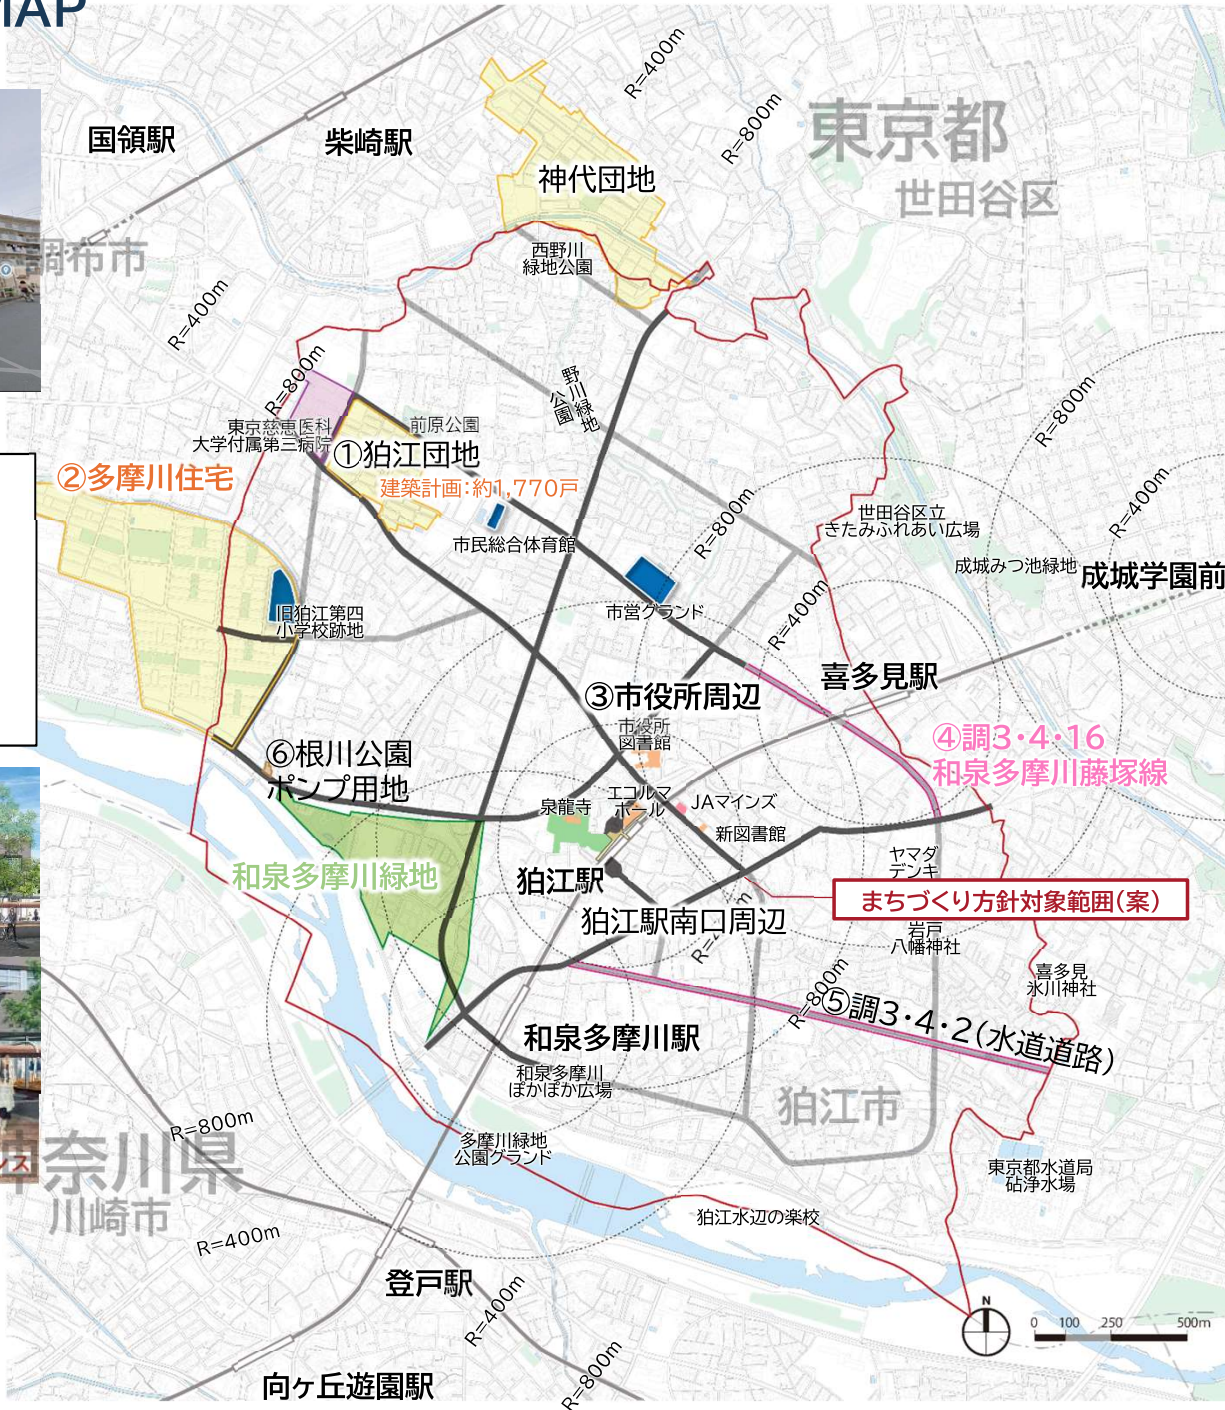 MAP
国領駅
柴崎駅
R=400m
R=800m
東京都
世田谷区
神代団地
調布市
西野川
緑地公園
R=400m
R=800m
野川緑地
公園
R=800m
東京慈恵医科
大学付属第三病院
前原公園
①狛江団地
建築計画：約1,770戸
②多摩川住宅
市民総合体育館
R=800m
世田谷区立
きたみふれあい広場
R=400m
成城みつ池緑地
成城学園前
旧狛江第四
小学校跡地
市営グランド
R=400m
喜多見駅
③市役所周辺
市役所
図書館
④調3・4・16
和泉多摩川藤塚線
⑥根川公園
ポンプ用地
泉龍寺
エコルマ
ホール
JAマインズ
新図書館
ヤマダ
デンキ
和泉多摩川緑地
狛江駅
まちづくり方針対象範囲（案）
狛江駅南口周辺
岩戸
八幡神社
喜多見
氷川神社
R=800m
⑤調3・4・2（水道道路）
和泉多摩川駅
和泉多摩川
ぽかぽか広場
狛江市
R=800m
神奈川県
川崎市
ンス
多摩川緑地
公園グランド
東京都水道局
砧浄水場
狛江水辺の楽校
R=400m
登戸駅
R=400m
R=800m
向ヶ丘遊園駅
N
0 100 250 500m